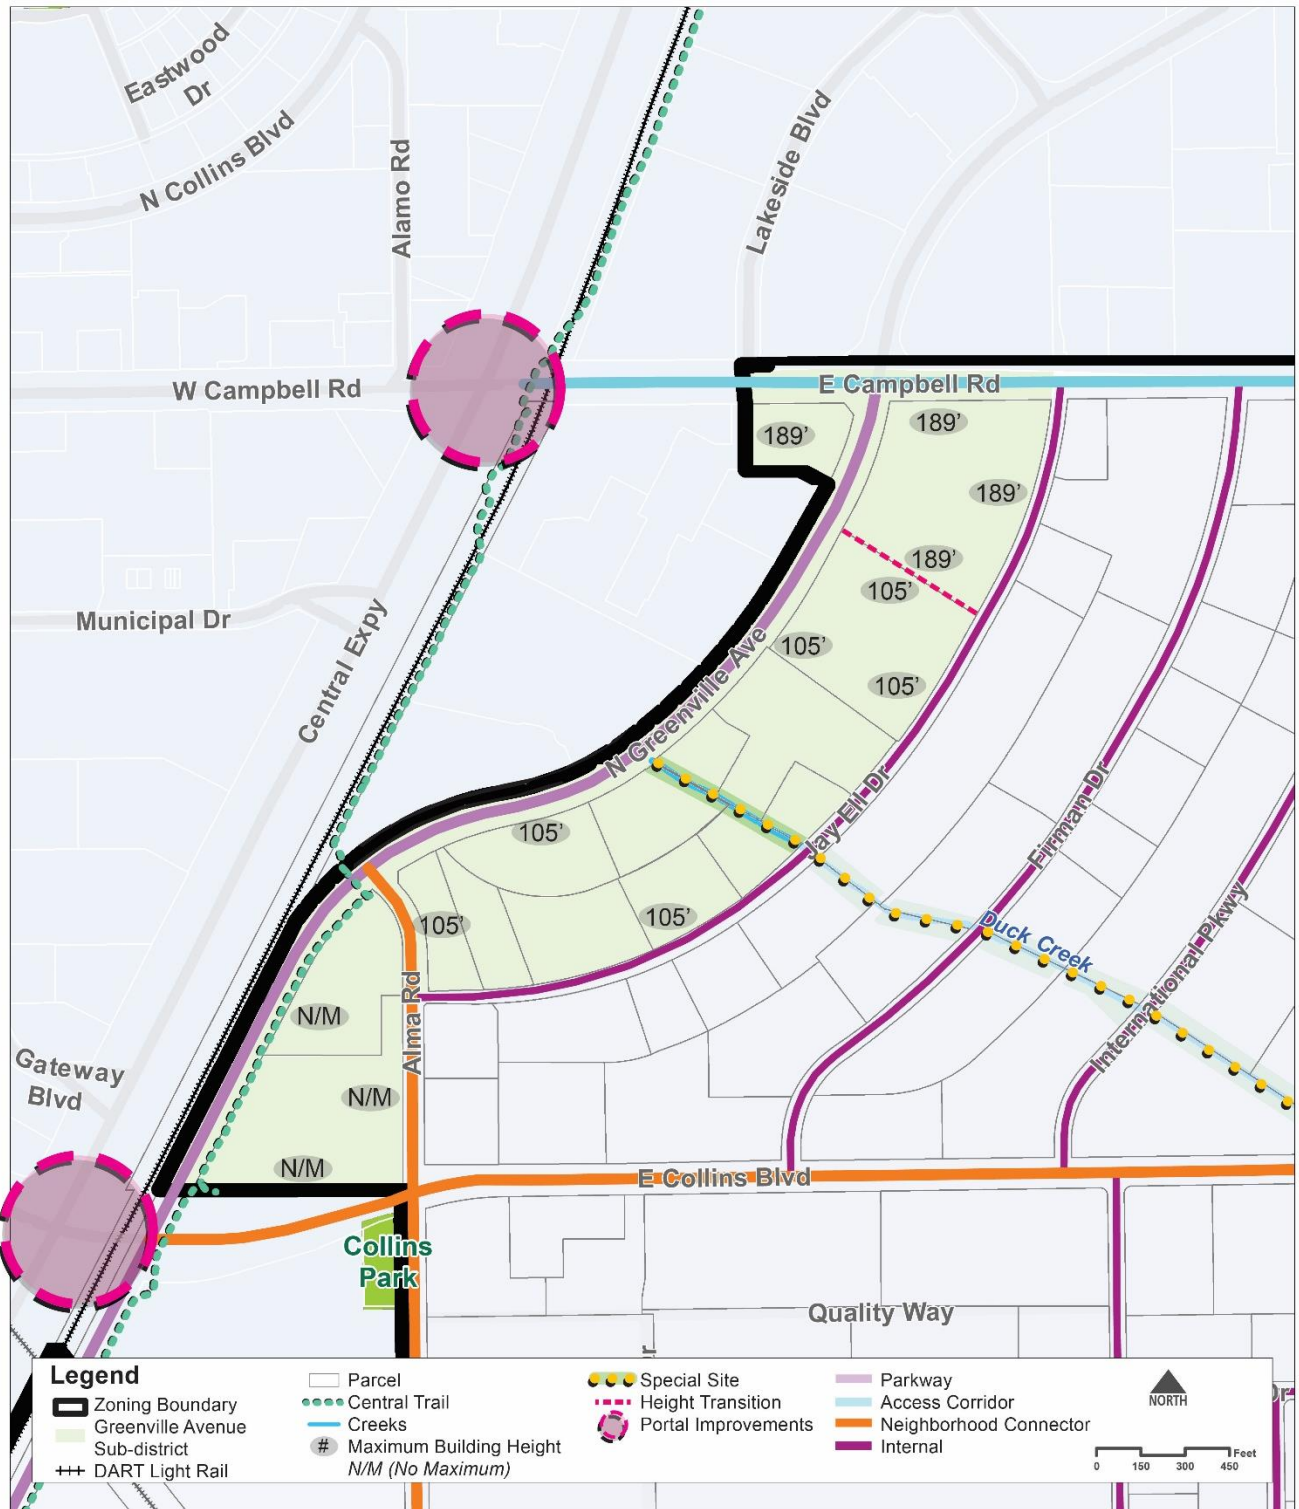 Eastwood
Dr
N Collins Blvd
Alamo Rd
Lakeside Blvd
W Campbell Rd
E Campbell Rd
189’
189’
189’
189’
105’
105’
105’
Municipal Dr
Central Expy
N Greenville Ave
Jay Ell Dr
Firman Dr
105’
105’
105’
Duck Creek
International Pkwy
Alma Rd
N/M
N/M
N/M
Gateway
Blvd
E Collins Blvd
Collins
Park
Quality Way
Legend
Zoning Boundary
Greenville Avenue
Sub-district
DART Light Rail
Parcel
Central Trail
Creeks
# Maximum Building Height
N/M (No Maximum)
Special Site
Height Transition
Portal Improvements
Parkway
Access Corridor
Neighborhood Connector
Internal
NORTH
Feet
0 150 300 450